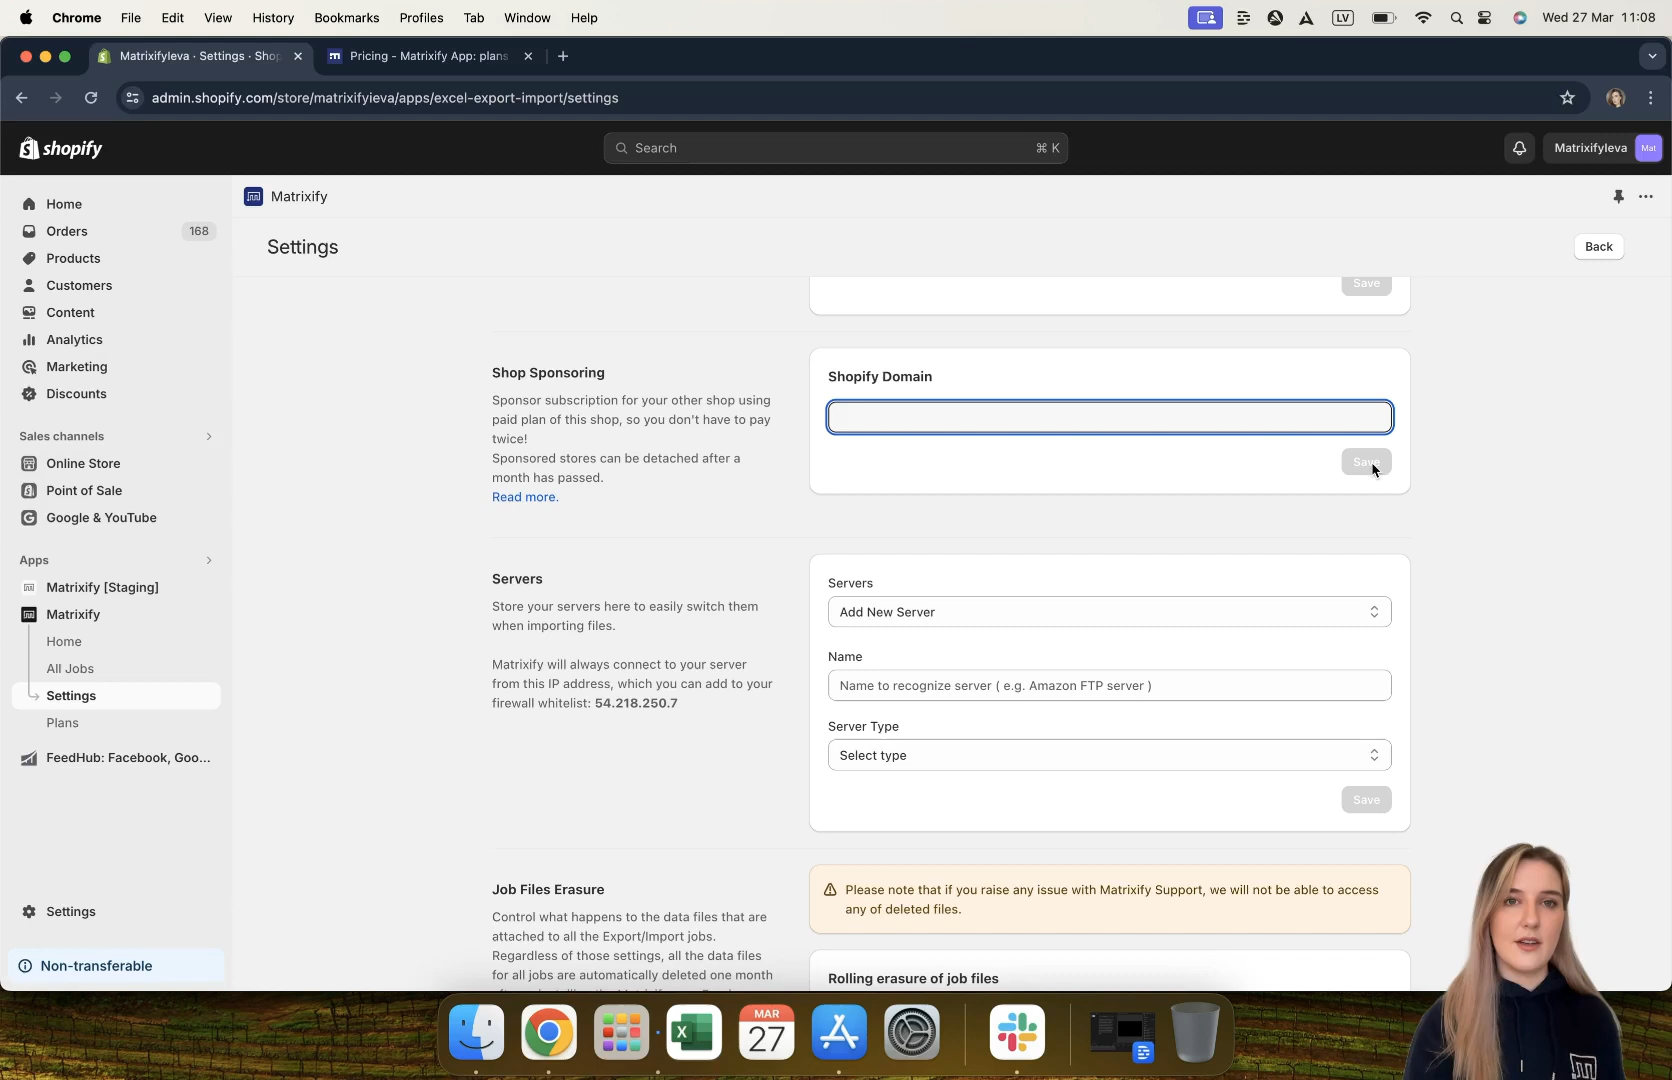 Chrome File Edit View History Bookmarks Profiles Tab Window Help LV Wed 27 Mar 11:08
MatrixifyIeva · Settings · Shop
Pricing - Matrixify App: plans
admin.shopify.com/store/matrixifyieva/apps/excel-export-import/settings
shopify
Search
⌘ K
MatrixifyIeva
Mat
Home
Orders
168
Products
Customers
Content
Analytics
Marketing
Discounts
Sales channels
Online Store
Point of Sale
Google & YouTube
Apps
Matrixify [Staging]
Matrixify
Home
All Jobs
Settings
Plans
FeedHub: Facebook, Goo...
Settings
Non-transferable
Matrixify
Settings
Back
Save
Shop Sponsoring
Sponsor subscription for your other shop using
paid plan of this shop, so you don't have to pay
twice!
Sponsored stores can be detached after a
month has passed.
Read more.
Shopify Domain
Save
Servers
Store your servers here to easily switch them
when importing files.
Matrixify will always connect to your server
from this IP address, which you can add to your
firewall whitelist: 54.218.250.7
Servers
Add New Server
Name
Name to recognize server ( e.g. Amazon FTP server )
Server Type
Select type
Save
Job Files Erasure
Control what happens to the data files that are
attached to all the Export/Import jobs.
Regardless of those settings, all the data files
for all jobs are automatically deleted one month
Please note that if you raise any issue with Matrixify Support, we will not be able to access
any of deleted files.
Rolling erasure of job files
MAR
27